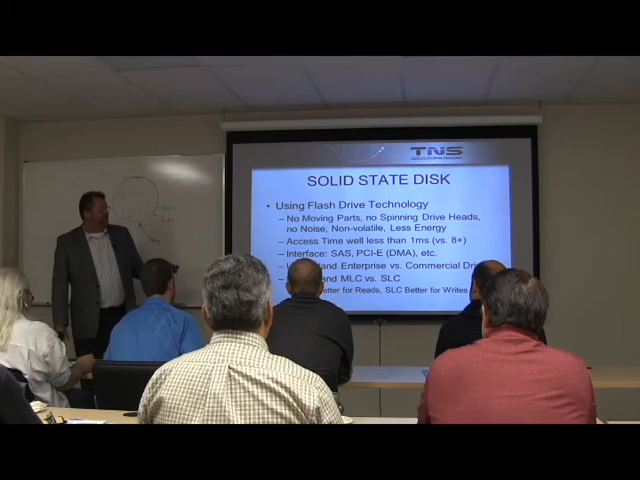 TNS
SOLID STATE DISK
• Using Flash Drive Technology
– No Moving Parts, no Spinning Drive Heads,
no Noise, Non-volatile, Less Energy
– Access Time well less than 1ms (vs. 8+)
– Interface: SAS, PCI-E (DMA), etc.
and Enterprise vs. Commercial
and MLC vs. SLC
etter for Reads, SLC Better for Writes